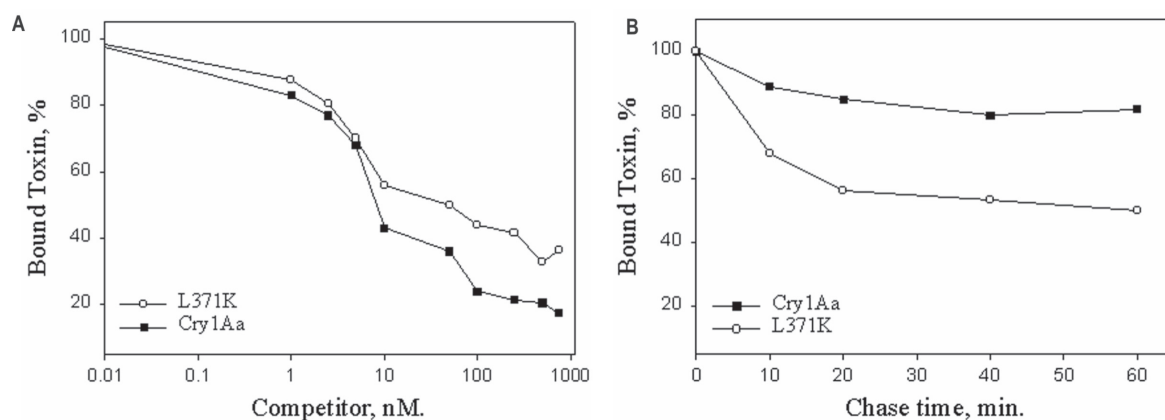 A
Bound Toxin, %
100
80
60
40
20
L371K
Cry1Aa
0.01 0.1 1 10 100 1000
Competitor, nM.
B
Bound Toxin, %
100
80
60
40
20
Cry1Aa
L371K
0 10 20 30 40 50 60
Chase time, min.